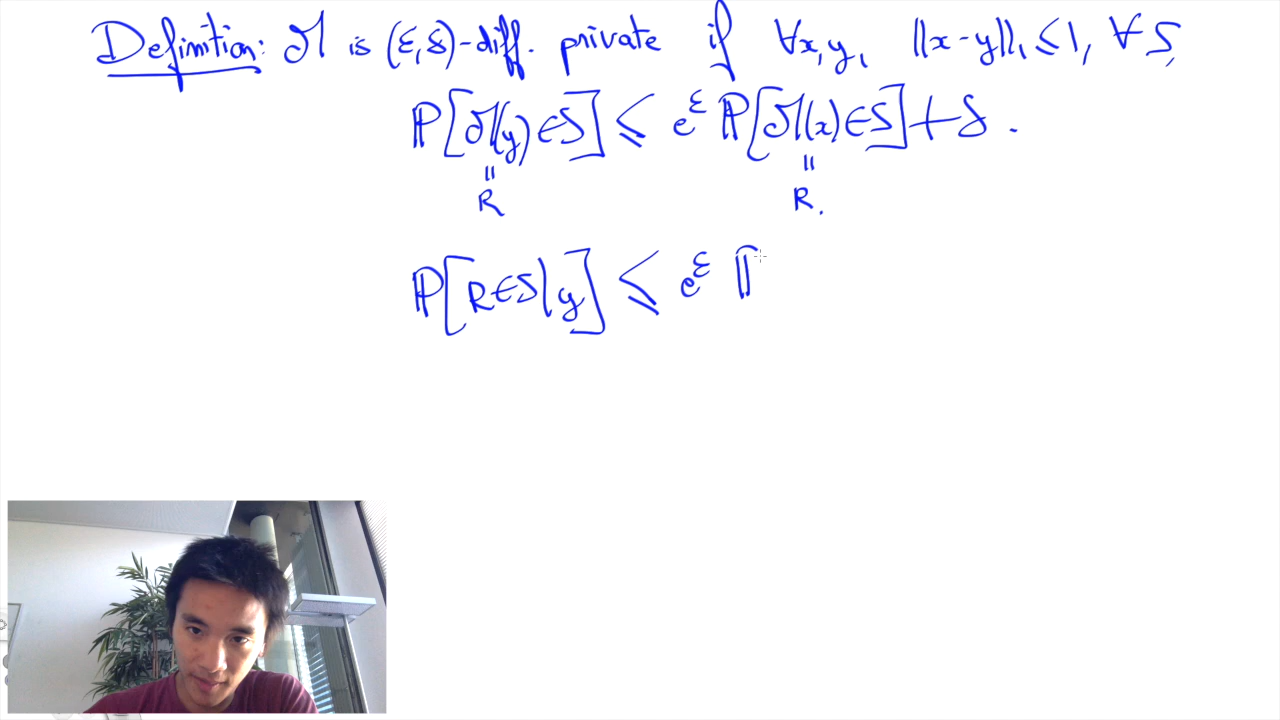 Definition: M is (ε,δ)-diff. private if ∀x,y, ||x-y||₁ ≤ 1, ∀ S,
ℙ[M(y) ∈ S] ≤ e^ε ℙ[M(x) ∈ S] + δ .
= =
R R.
ℙ[R ∈ S | y] ≤ e^ε ℙ